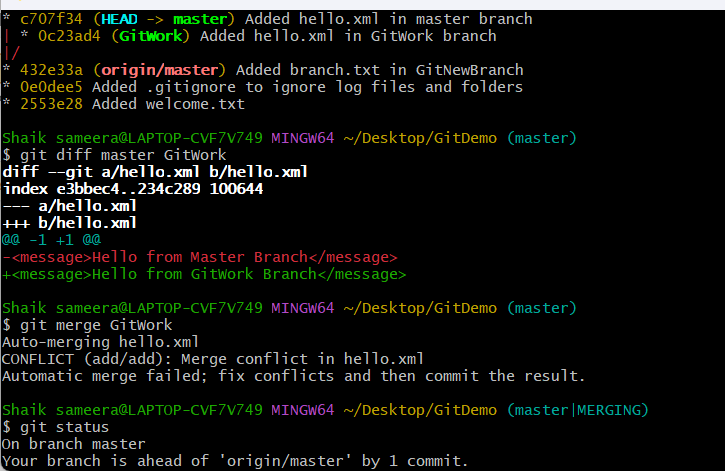 * c707f34 (HEAD -> master) Added hello.xml in master branch
| * 0c23ad4 (GitWork) Added hello.xml in GitWork branch
|/
* 432e33a (origin/master) Added branch.txt in GitNewBranch
* 0e0dee5 Added .gitignore to ignore log files and folders
* 2553e28 Added welcome.txt

Shaik sameera@LAPTOP-CVF7V749 MINGW64 ~/Desktop/GitDemo (master)
$ git diff master GitWork
diff --git a/hello.xml b/hello.xml
index e3bbec4..234c289 100644
--- a/hello.xml
+++ b/hello.xml
@@ -1 +1 @@
-<message>Hello from Master Branch</message>
+<message>Hello from GitWork Branch</message>

Shaik sameera@LAPTOP-CVF7V749 MINGW64 ~/Desktop/GitDemo (master)
$ git merge GitWork
Auto-merging hello.xml
CONFLICT (add/add): Merge conflict in hello.xml
Automatic merge failed; fix conflicts and then commit the result.

Shaik sameera@LAPTOP-CVF7V749 MINGW64 ~/Desktop/GitDemo (master|MERGING)
$ git status
On branch master
Your branch is ahead of 'origin/master' by 1 commit.